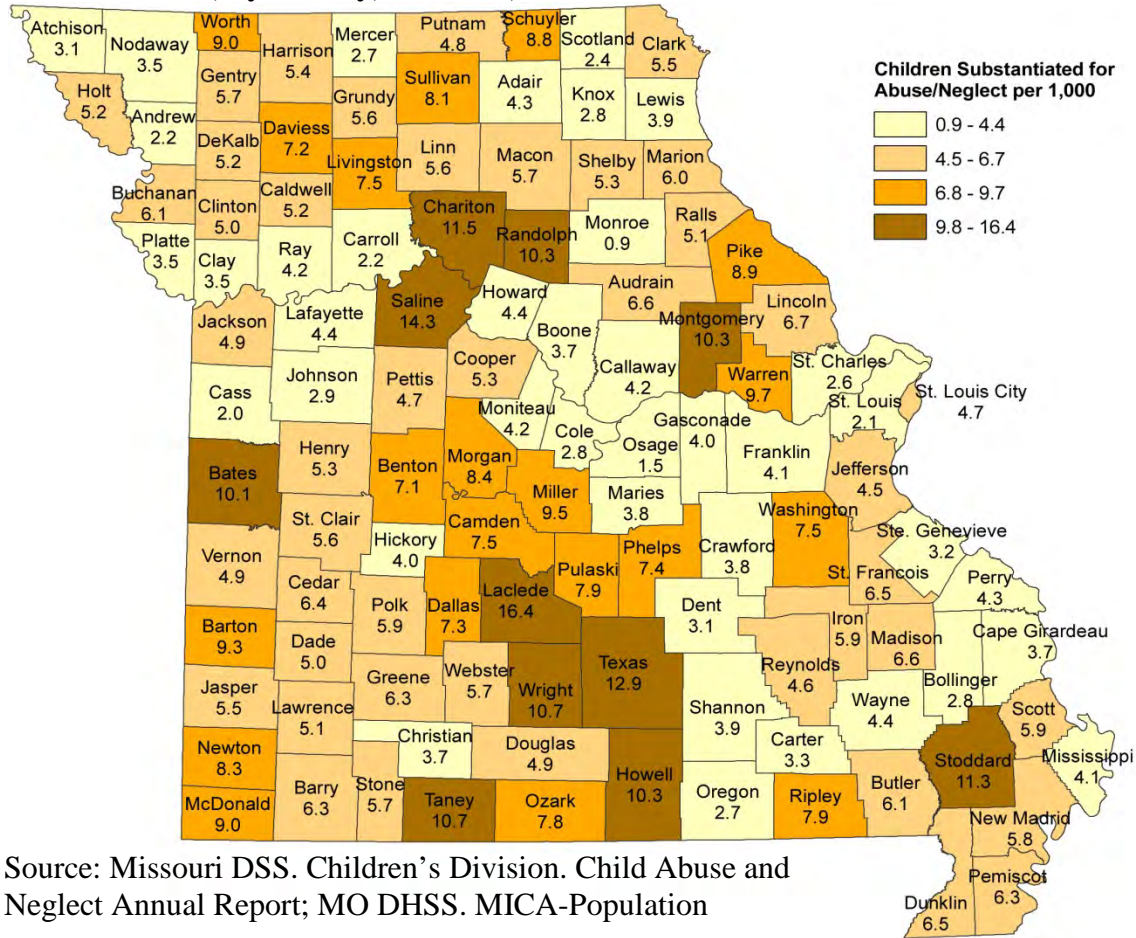 Atchison
3.1
Nodaway
3.5
Worth
9.0
Harrison
5.4
Mercer
2.7
Putnam
4.8
Schuyler
8.8
Scotland
2.4
Clark
5.5
Holt
5.2
Andrew
2.2
Gentry
5.7
DeKalb
5.2
Daviess
7.2
Grundy
5.6
Sullivan
8.1
Adair
4.3
Knox
2.8
Lewis
3.9
Livingston
7.5
Linn
5.6
Macon
5.7
Shelby
5.3
Marion
6.0
Buchanan
6.1
Clinton
5.0
Caldwell
5.2
Platte
3.5
Clay
3.5
Ray
4.2
Carroll
2.2
Chariton
11.5
Randolph
10.3
Monroe
0.9
Ralls
5.1
Pike
8.9
Jackson
4.9
Lafayette
4.4
Saline
14.3
Howard
4.4
Boone
3.7
Audrain
6.6
Callaway
4.2
Montgomery
10.3
Lincoln
6.7
Warren
9.7
St. Charles
2.6
St. Louis
2.1
St. Louis City
4.7
Cass
2.0
Johnson
2.9
Pettis
4.7
Cooper
5.3
Moniteau
4.2
Cole
2.8
Osage
1.5
Gasconade
4.0
Franklin
4.1
Jefferson
4.5
Bates
10.1
Henry
5.3
Benton
7.1
Morgan
8.4
Miller
9.5
Maries
3.8
Camden
7.5
Pulaski
7.9
Phelps
7.4
Crawford
3.8
Washington
7.5
Ste. Genevieve
3.2
St. Francois
6.5
Perry
4.3
Vernon
4.9
St. Clair
5.6
Hickory
4.0
Cedar
6.4
Polk
5.9
Dallas
7.3
Laclede
16.4
Dent
3.1
Iron
5.9
Madison
6.6
Bollinger
2.8
Cape Girardeau
3.7
Barton
9.3
Dade
5.0
Greene
6.3
Webster
5.7
Wright
10.7
Texas
12.9
Shannon
3.9
Reynolds
4.6
Wayne
4.4
Scott
5.9
Mississippi
4.1
Jasper
5.5
Lawrence
5.1
Christian
3.7
Douglas
4.9
Howell
10.3
Oregon
2.7
Carter
3.3
Ripley
7.9
Butler
6.1
Stoddard
11.3
Newton
8.3
McDonald
9.0
Barry
6.3
Stone
5.7
Taney
10.7
Ozark
7.8
New Madrid
5.8
Pemiscot
6.3
Dunklin
6.5
Children Substantiated for
Abuse/Neglect per 1,000
0.9 - 4.4
4.5 - 6.7
6.8 - 9.7
9.8 - 16.4
Source: Missouri DSS. Children's Division. Child Abuse and
Neglect Annual Report; MO DHSS. MICA-Population